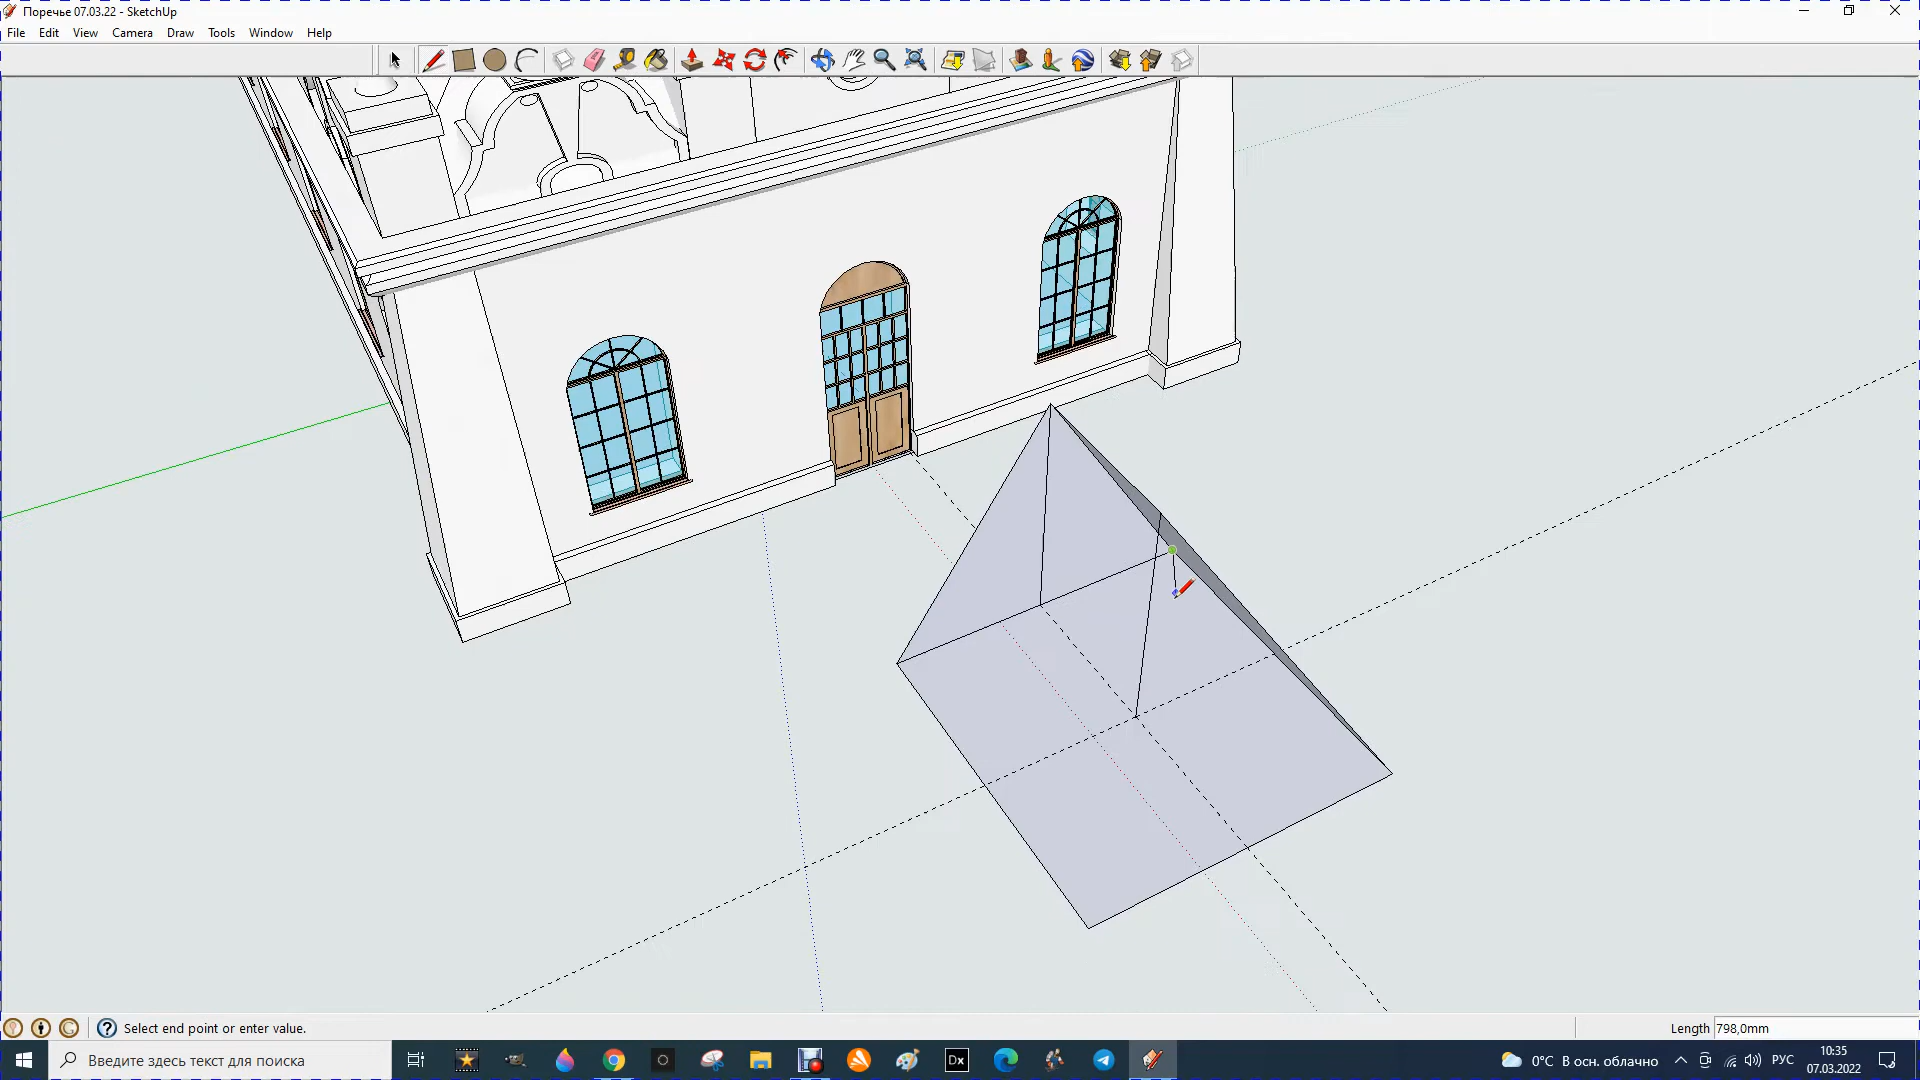 Поречье 07.03.22 - SketchUp
File Edit View Camera Draw Tools Window Help
Select end point or enter value.
Length 798,0mm
Введите здесь текст для поиска
Dx
0°C В осн. облачно
РУС
10:35
07.03.2022